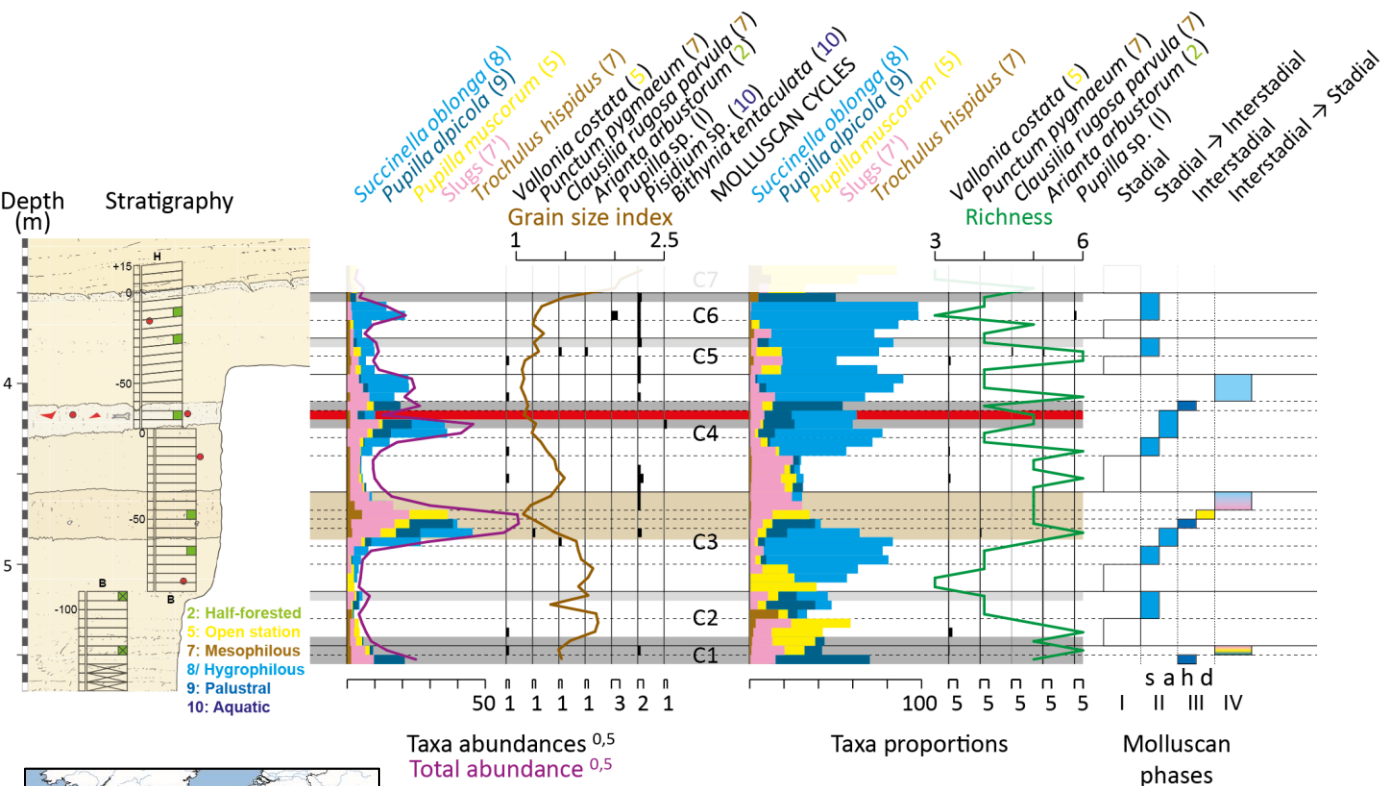 Succinella oblonga (8)
Pupilla alpicola (9)
Pupilla muscorum (5)
Slugs (7')
Trochulus hispidus (7)
Vallonia costata (5)
Punctum pygmaeum (7)
Clausilia rugosa parvula (7)
Arianta arbustorum (2)
Pupilla sp. (I)
Pisidium sp. (10)
Bithynia tentaculata (10)
MOLLUSCAN CYCLES
Succinella oblonga (8)
Pupilla alpicola (9)
Pupilla muscorum (5)
Slugs (7')
Trochulus hispidus (7)
Vallonia costata (5)
Punctum pygmaeum (7)
Clausilia rugosa parvula (7)
Arianta arbustorum (2)
Pupilla sp. (I)
Stadial
Stadial → Interstadial
Interstadial
Interstadial → Stadial
Depth
(m)
Stratigraphy
Grain size index
1 2.5
Richness
3 6
H
+15
0
-50
0
-50
B
B
-100
4
5
C7
C6
C5
C4
C3
C2
C1
2: Half-forested
5: Open station
7: Mesophilous
8/ Hygrophilous
9: Palustral
10: Aquatic
50 1 1 1 3 2 1
100 5 5 5 5 5
s a h d
I II III IV
Taxa abundances 0,5
Total abundance 0,5
Taxa proportions
Molluscan
phases